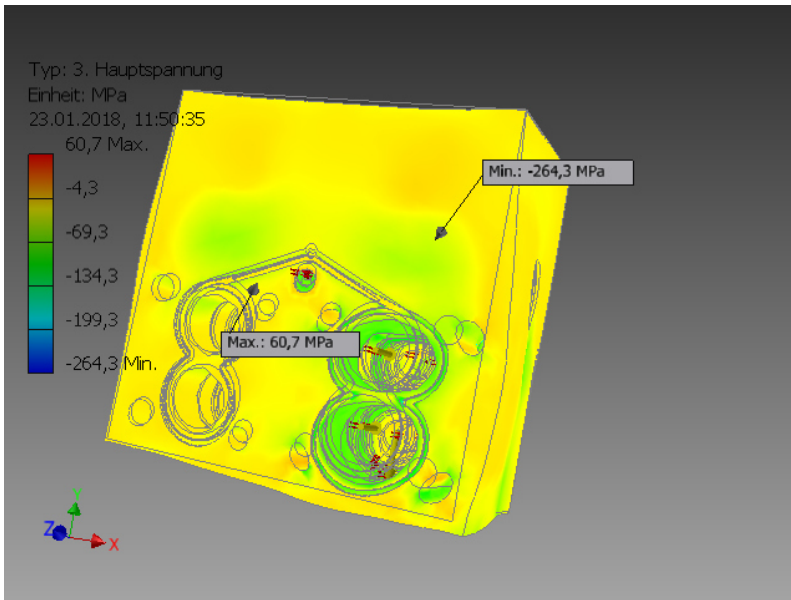 Typ: 3. Hauptspannung
Einheit: MPa
23.01.2018, 11:50:35
60,7 Max.
-4,3
-69,3
-134,3
-199,3
-264,3 Min.
Min.: -264,3 MPa
Max.: 60,7 MPa
Y
Z
X